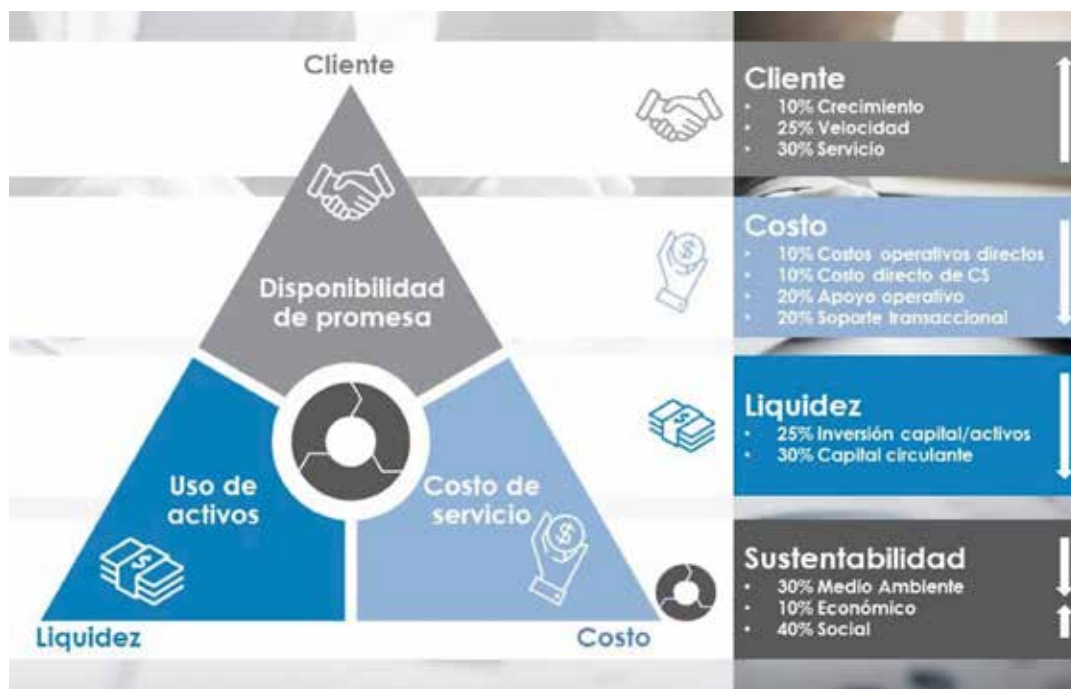 Cliente
Disponibilidad
de promesa
Uso de
activos
Costo de
servicio
Liquidez
Costo
Cliente
• 10% Crecimiento
• 25% Velocidad
• 30% Servicio
Costo
• 10% Costos operativos directos
• 10% Costo directo de CS
• 20% Apoyo operativo
• 20% Soporte transaccional
Liquidez
• 25% Inversión capital/activos
• 30% Capital circulante
Sustentabilidad
• 30% Medio Ambiente
• 10% Económico
• 40% Social